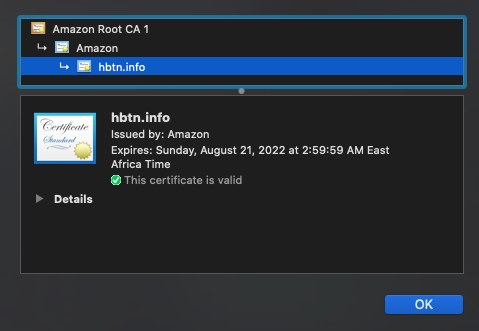 Amazon Root CA 1
Amazon
hbtn.info
Certificate
Standard
hbtn.info
Issued by: Amazon
Expires: Sunday, August 21, 2022 at 2:59:59 AM East
Africa Time
This certificate is valid
Details
OK